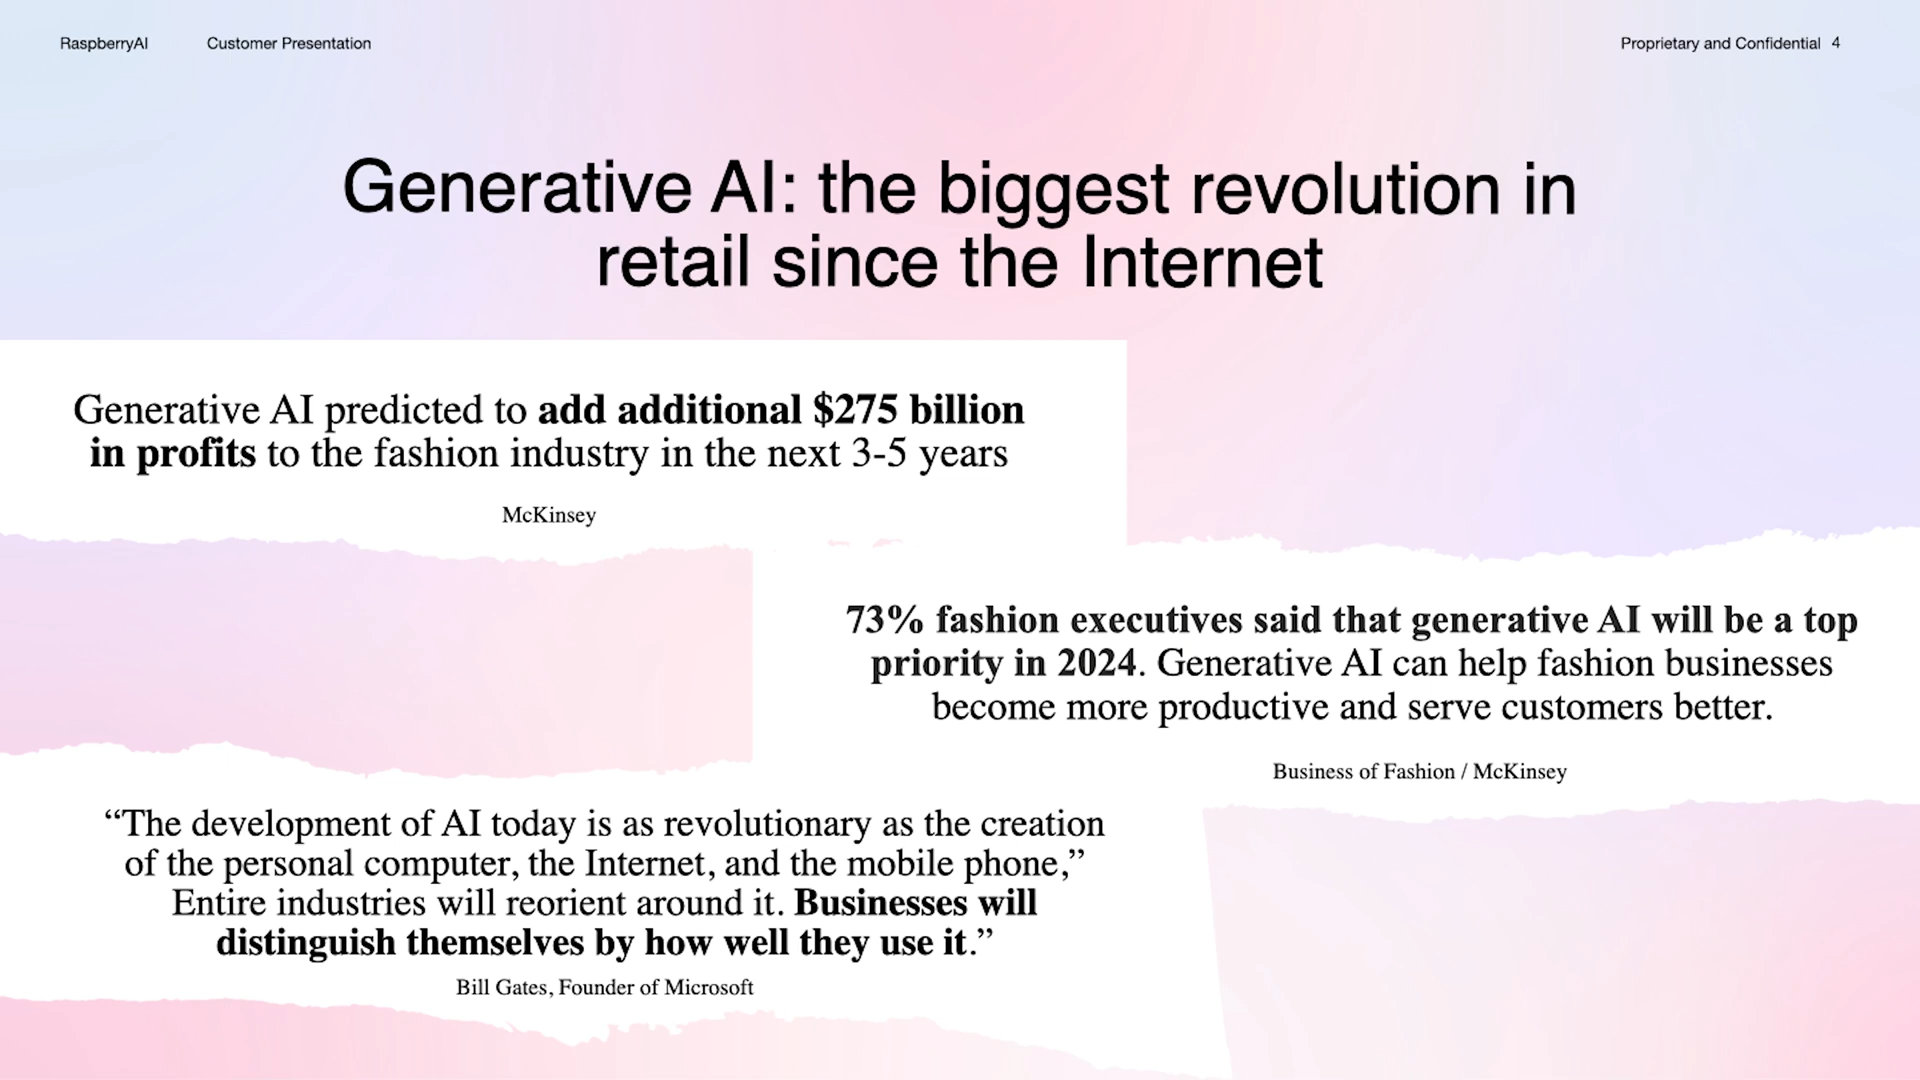 RaspberryAI Customer Presentation Proprietary and Confidential 4
Generative AI: the biggest revolution in
retail since the Internet
Generative AI predicted to add additional $275 billion
in profits to the fashion industry in the next 3-5 years
McKinsey
73% fashion executives said that generative AI will be a top
priority in 2024. Generative AI can help fashion businesses
become more productive and serve customers better.
Business of Fashion / McKinsey
“The development of AI today is as revolutionary as the creation
of the personal computer, the Internet, and the mobile phone,”
Entire industries will reorient around it. Businesses will
distinguish themselves by how well they use it.”
Bill Gates, Founder of Microsoft